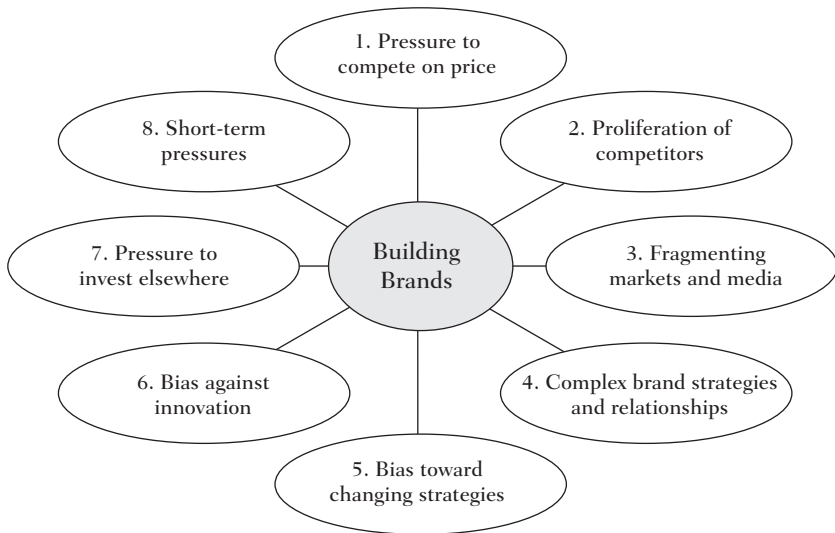 1. Pressure to
compete on price
2. Proliferation of
competitors
3. Fragmenting
markets and media
4. Complex brand strategies
and relationships
5. Bias toward
changing strategies
6. Bias against
innovation
7. Pressure to
invest elsewhere
8. Short-term
pressures
Building
Brands